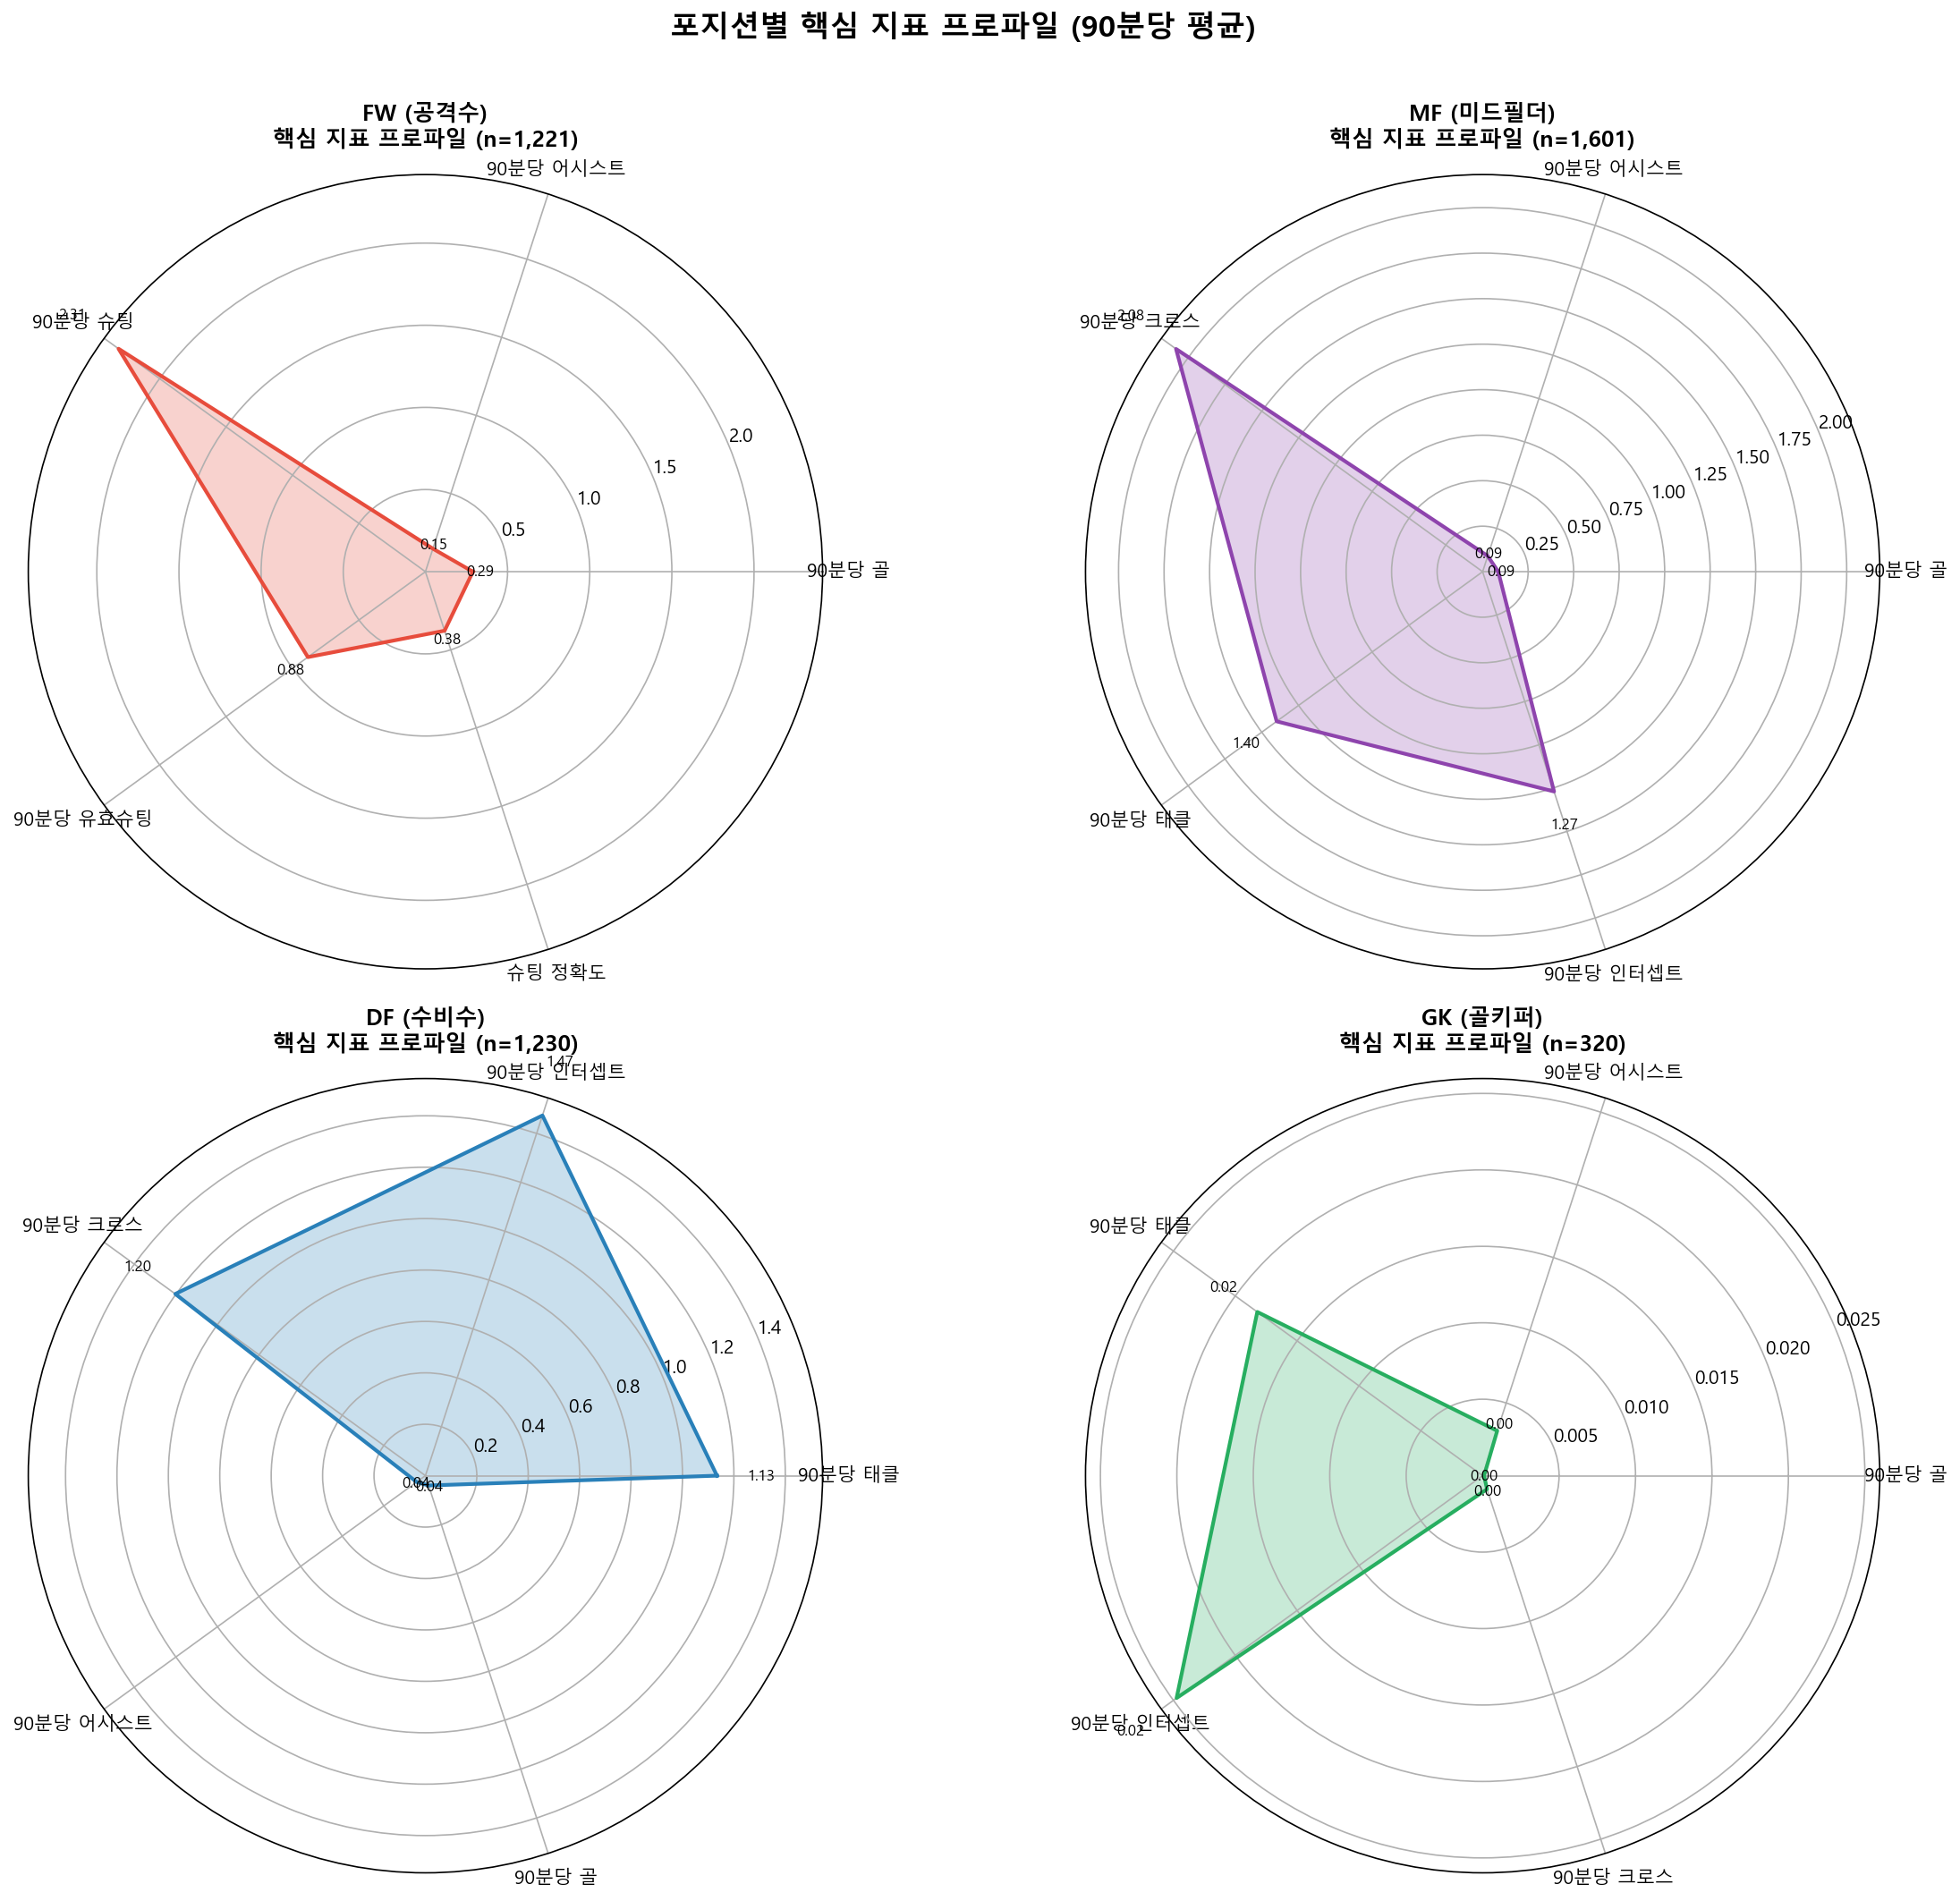 포지션별 핵심 지표 프로파일 (90분당 평균)
FW (공격수)
핵심 지표 프로파일 (n=1,221)
90분당 어시스트
90분당 슈팅
2.31
2.0
1.5
1.0
0.5
0.15
0.29
90분당 골
0.38
0.88
90분당 유효슈팅
슈팅 정확도
MF (미드필더)
핵심 지표 프로파일 (n=1,601)
90분당 어시스트
90분당 크로스
2.08
2.00
1.75
1.50
1.25
1.00
0.75
0.50
0.25
0.09
0.09
90분당 골
1.40
90분당 태클
1.27
90분당 인터셉트
DF (수비수)
핵심 지표 프로파일 (n=1,230)
1.47
90분당 인터셉트
90분당 크로스
1.20
1.4
1.2
1.0
0.8
0.6
0.4
0.2
1.13
90분당 태클
0.04
0.04
90분당 어시스트
90분당 골
GK (골키퍼)
핵심 지표 프로파일 (n=320)
90분당 어시스트
90분당 태클
0.02
0.025
0.020
0.015
0.010
0.005
0.00
0.00
90분당 골
0.00
90분당 인터셉트
0.02
90분당 크로스